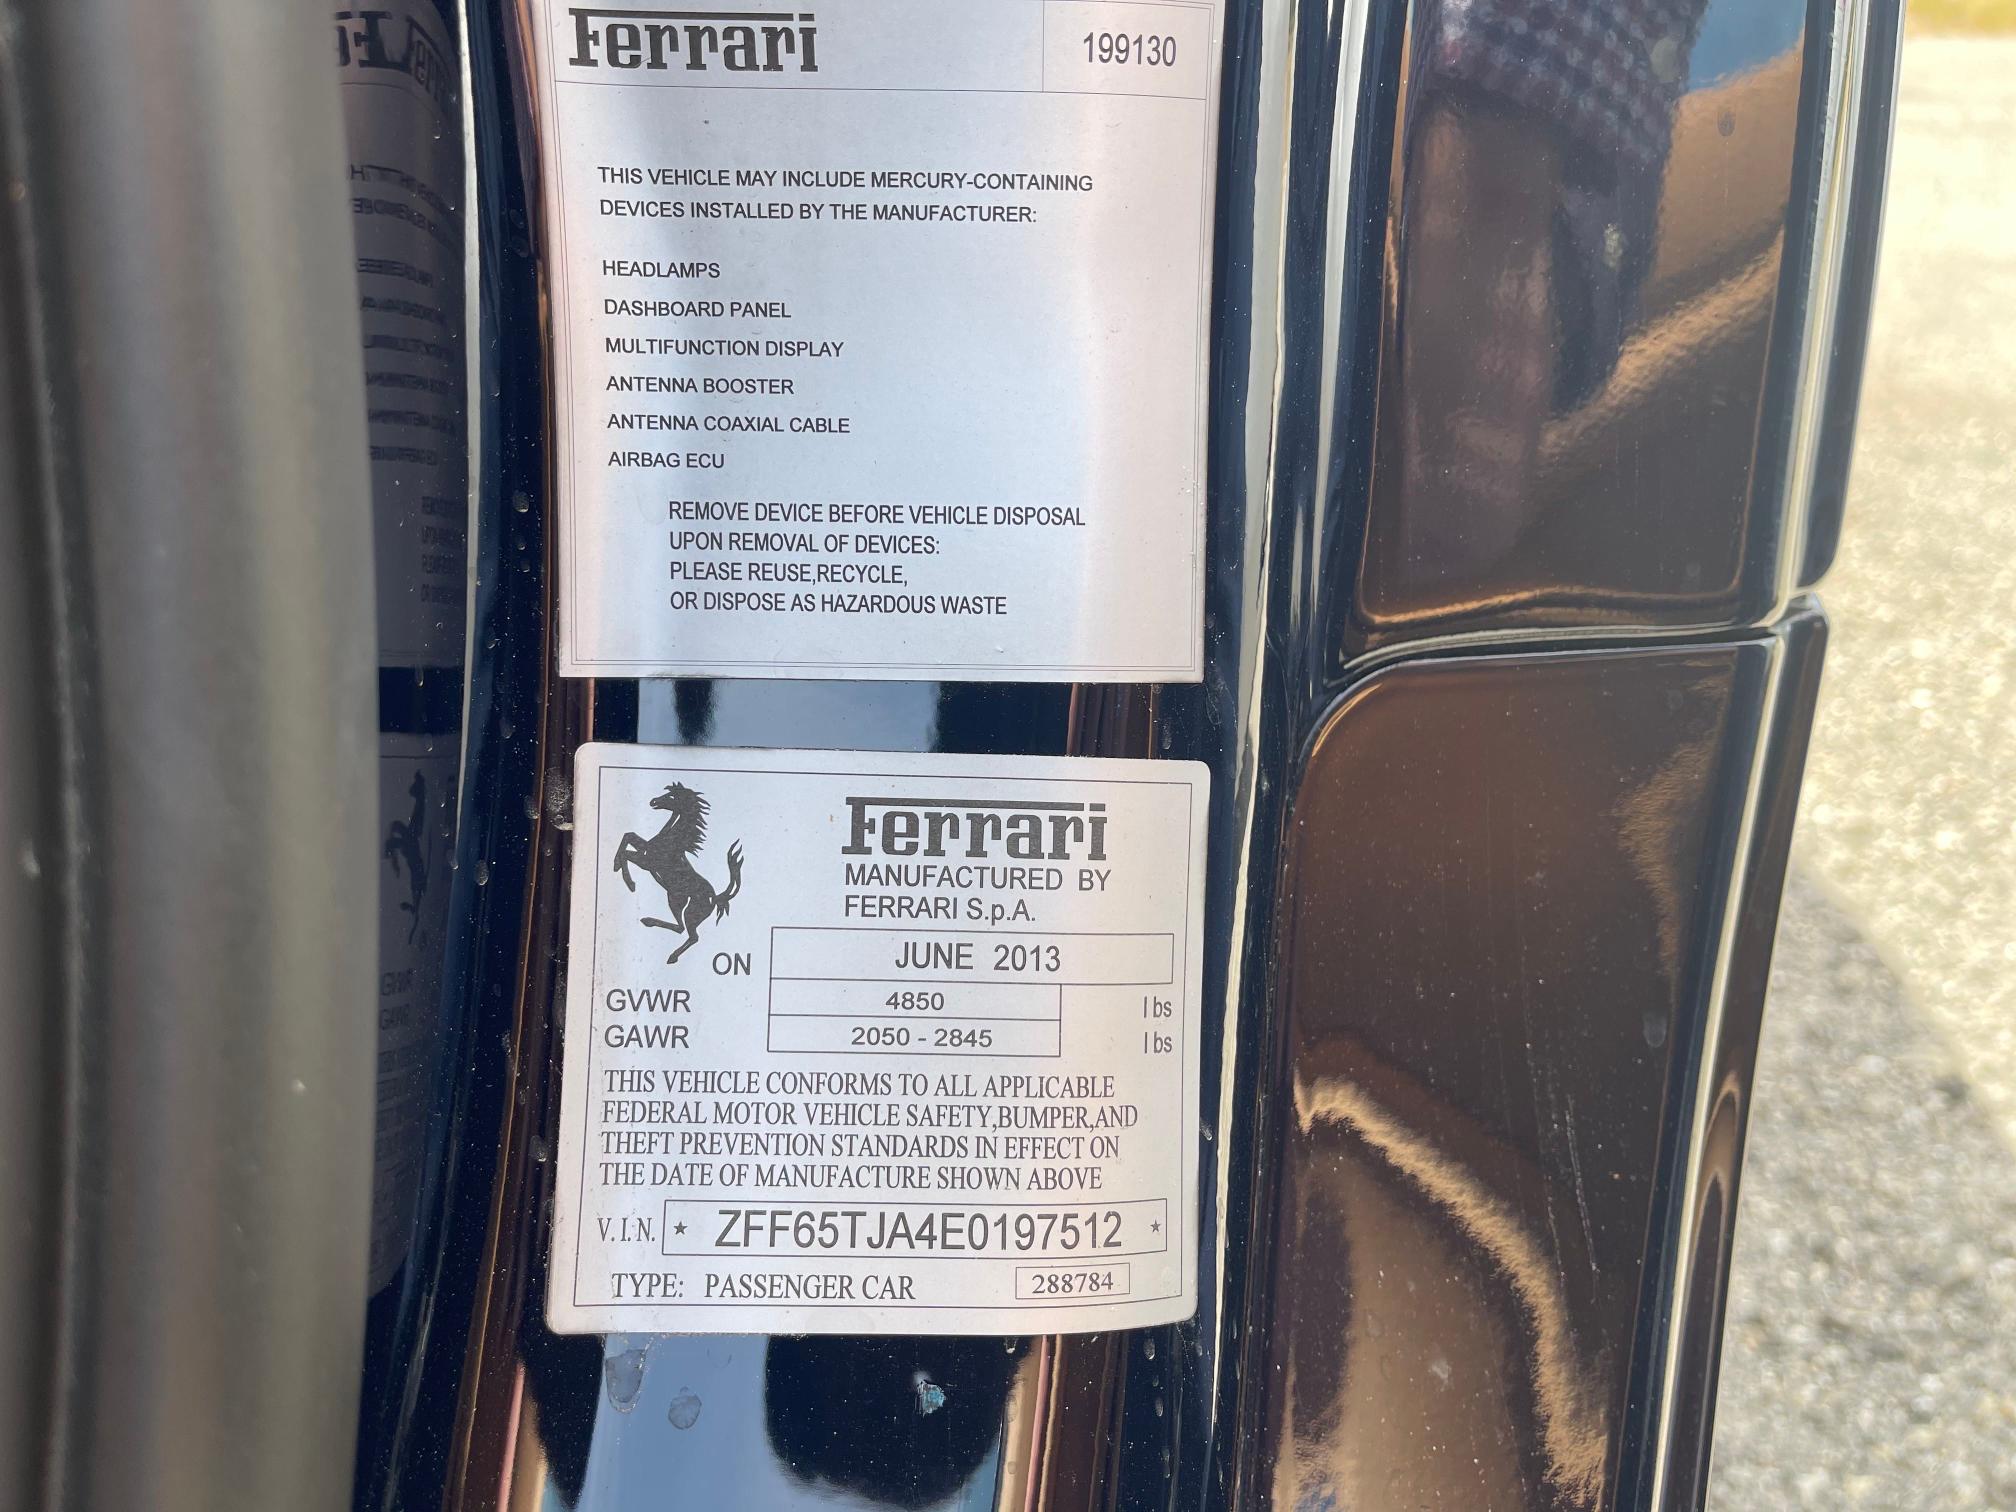 Ferrari 199130
THIS VEHICLE MAY INCLUDE MERCURY-CONTAINING
DEVICES INSTALLED BY THE MANUFACTURER:
HEADLAMPS
DASHBOARD PANEL
MULTIFUNCTION DISPLAY
ANTENNA BOOSTER
ANTENNA COAXIAL CABLE
AIRBAG ECU
REMOVE DEVICE BEFORE VEHICLE DISPOSAL
UPON REMOVAL OF DEVICES:
PLEASE REUSE,RECYCLE,
OR DISPOSE AS HAZARDOUS WASTE
Ferrari
MANUFACTURED BY
FERRARI S.p.A.
ON JUNE 2013
GVWR 4850 lbs
GAWR 2050 - 2845 lbs
THIS VEHICLE CONFORMS TO ALL APPLICABLE
FEDERAL MOTOR VEHICLE SAFETY,BUMPER,AND
THEFT PREVENTION STANDARDS IN EFFECT ON
THE DATE OF MANUFACTURE SHOWN ABOVE
V.I.N. * ZFF65TJA4E0197512 *
TYPE: PASSENGER CAR 288784